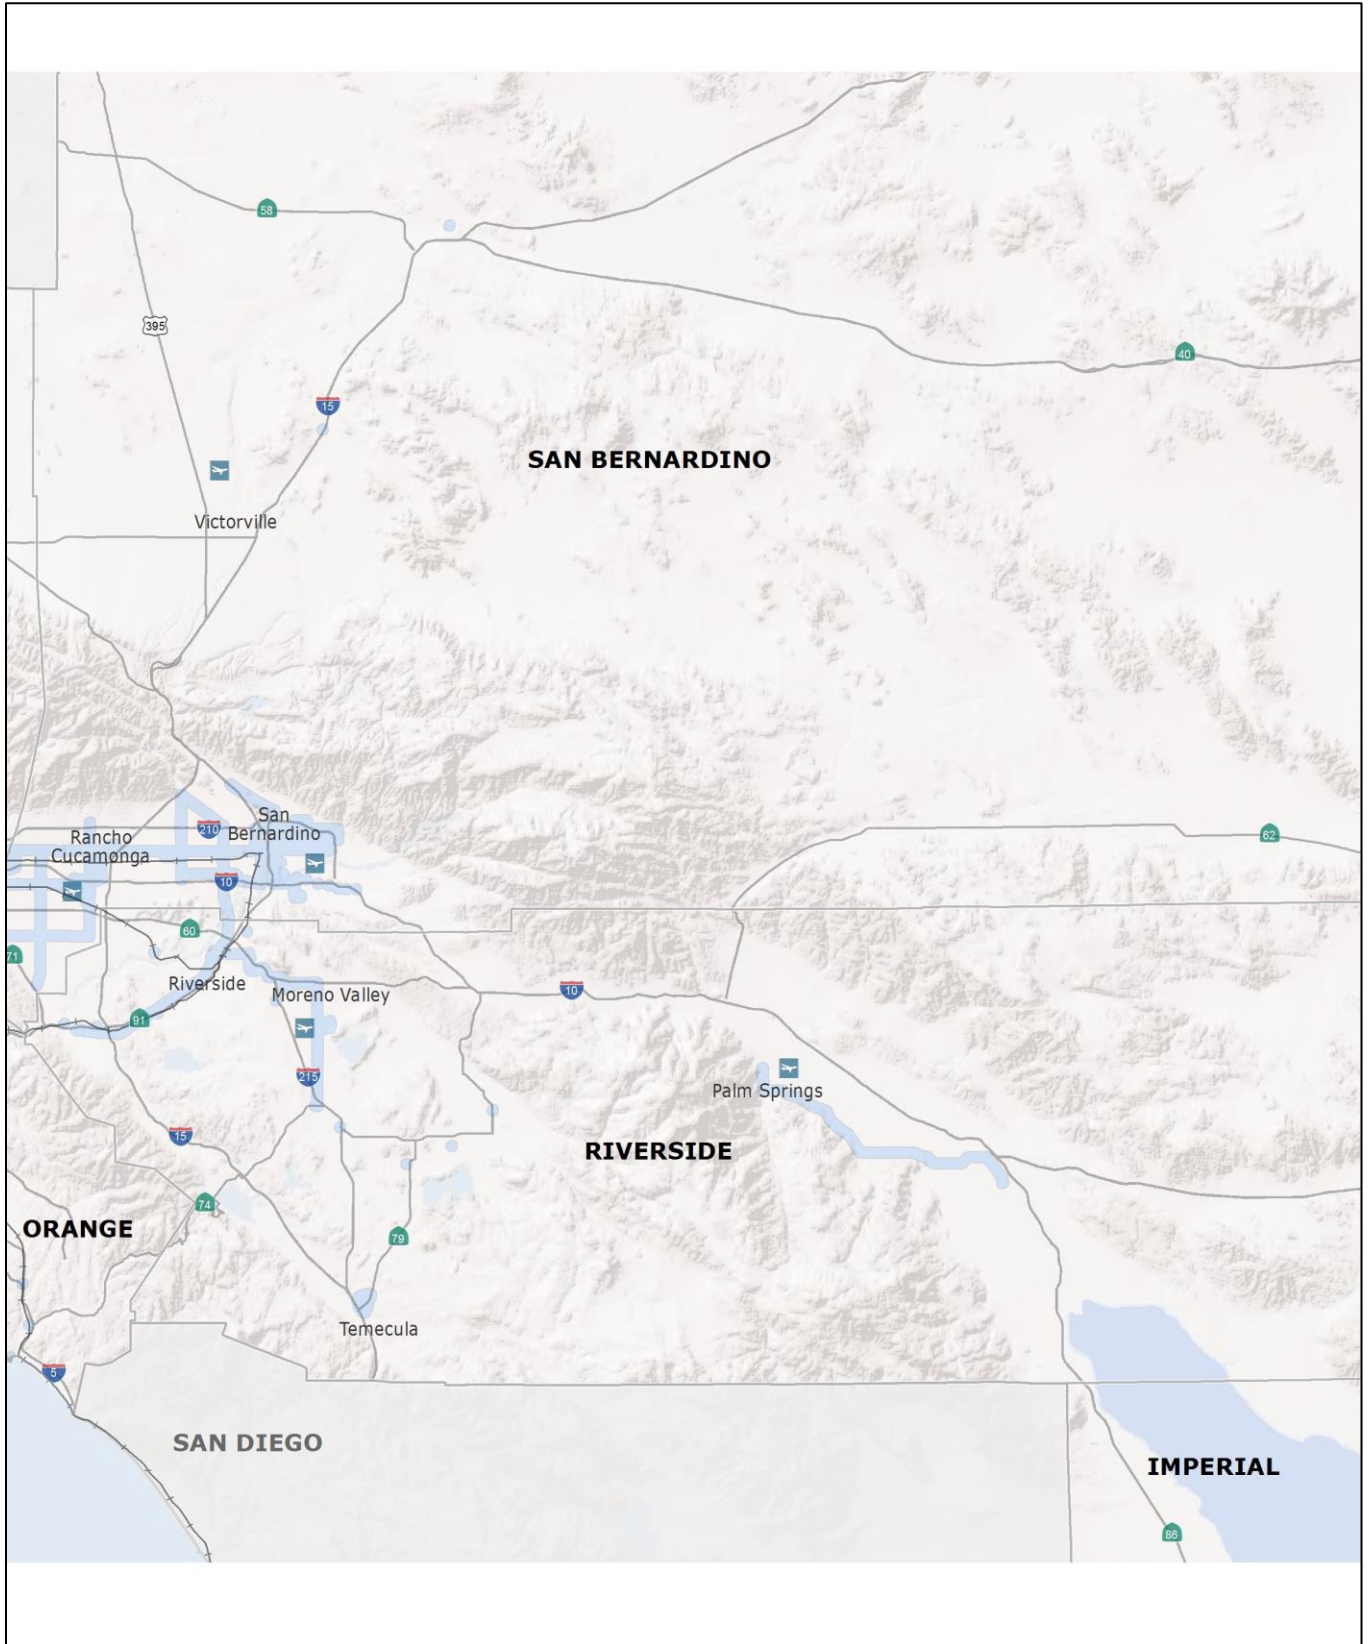 58
395
40
15
SAN BERNARDINO
Victorville
San
Bernardino
210
62
Rancho
Cucamonga
10
60
71
Riverside
Moreno Valley
10
91
215
Palm Springs
15
RIVERSIDE
74
ORANGE
79
Temecula
5
SAN DIEGO
IMPERIAL
86